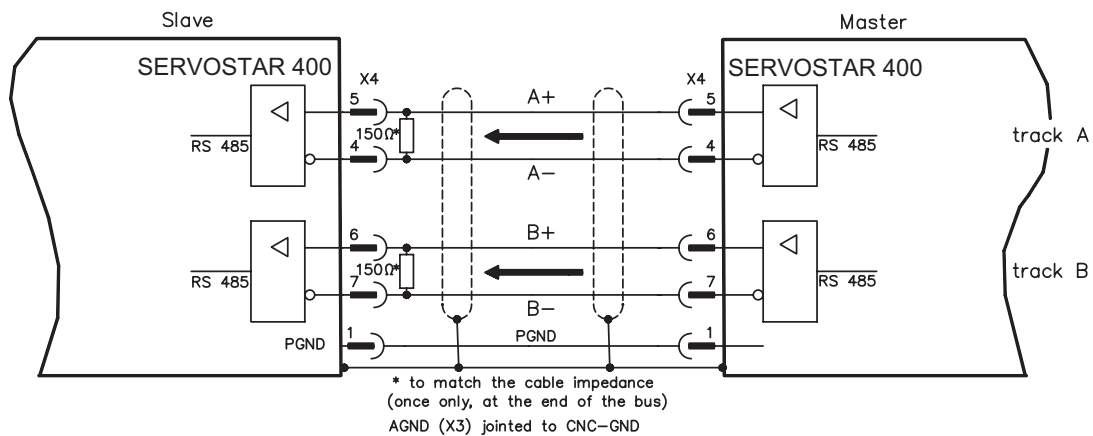 Slave
Master
SERVOSTAR 400
X4
X4
SERVOSTAR 400
5
A+
5
150Ω*
RS 485
RS 485
track A
4
A−
4
6
B+
6
150Ω*
RS 485
RS 485
track B
7
B−
7
PGND
1
PGND
1
* to match the cable impedance
(once only, at the end of the bus)
AGND (X3) jointed to CNC−GND